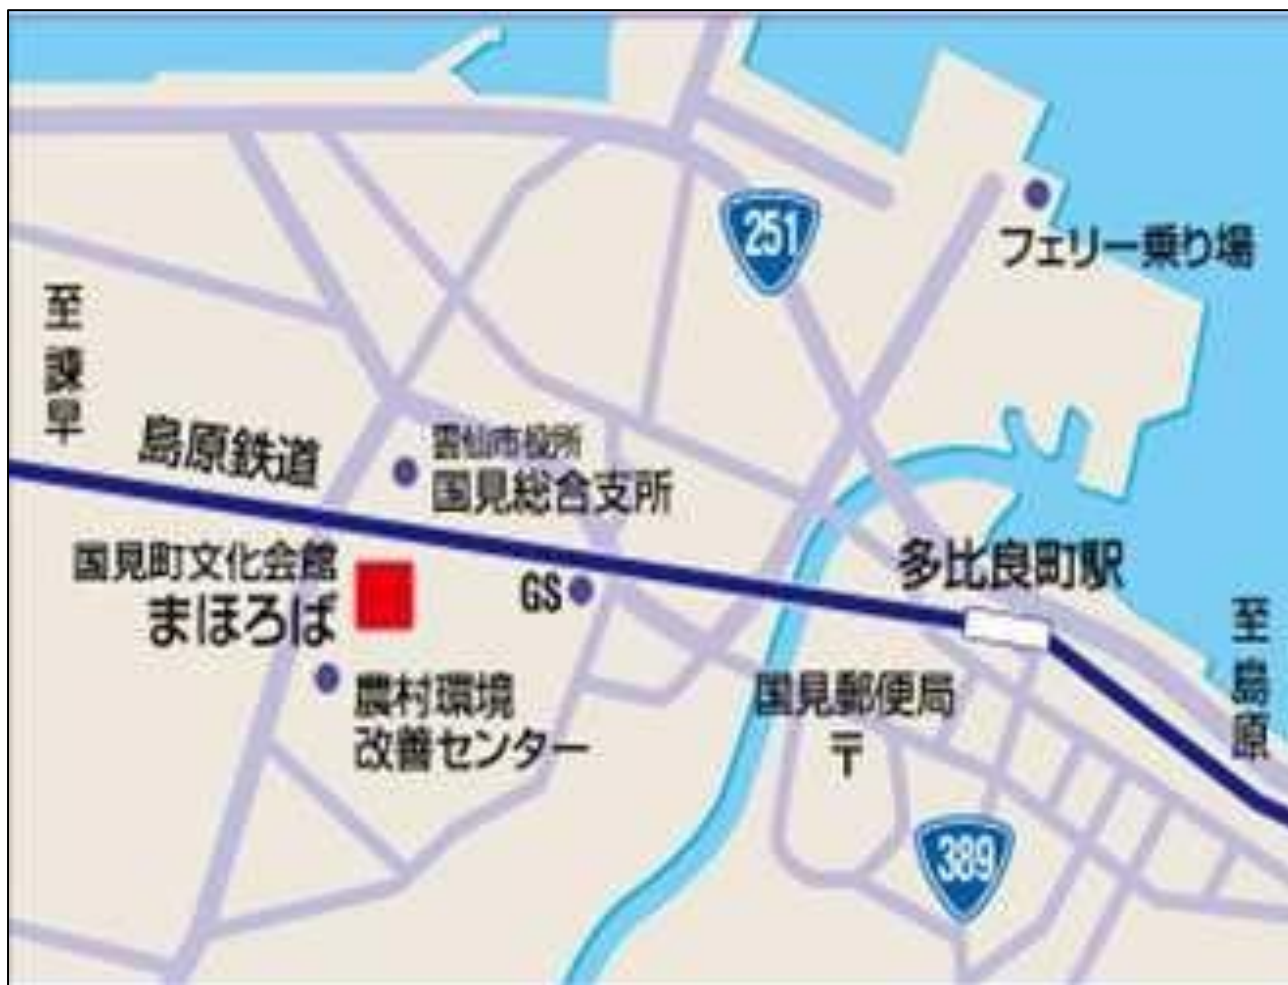 251
フェリー乗り場
至諫早
島原鉄道
雲仙市役所
国見総合支所
国見町文化会館
まほろば
GS
多比良町駅
至島原
農村環境
改善センター
国見郵便局
〒
389